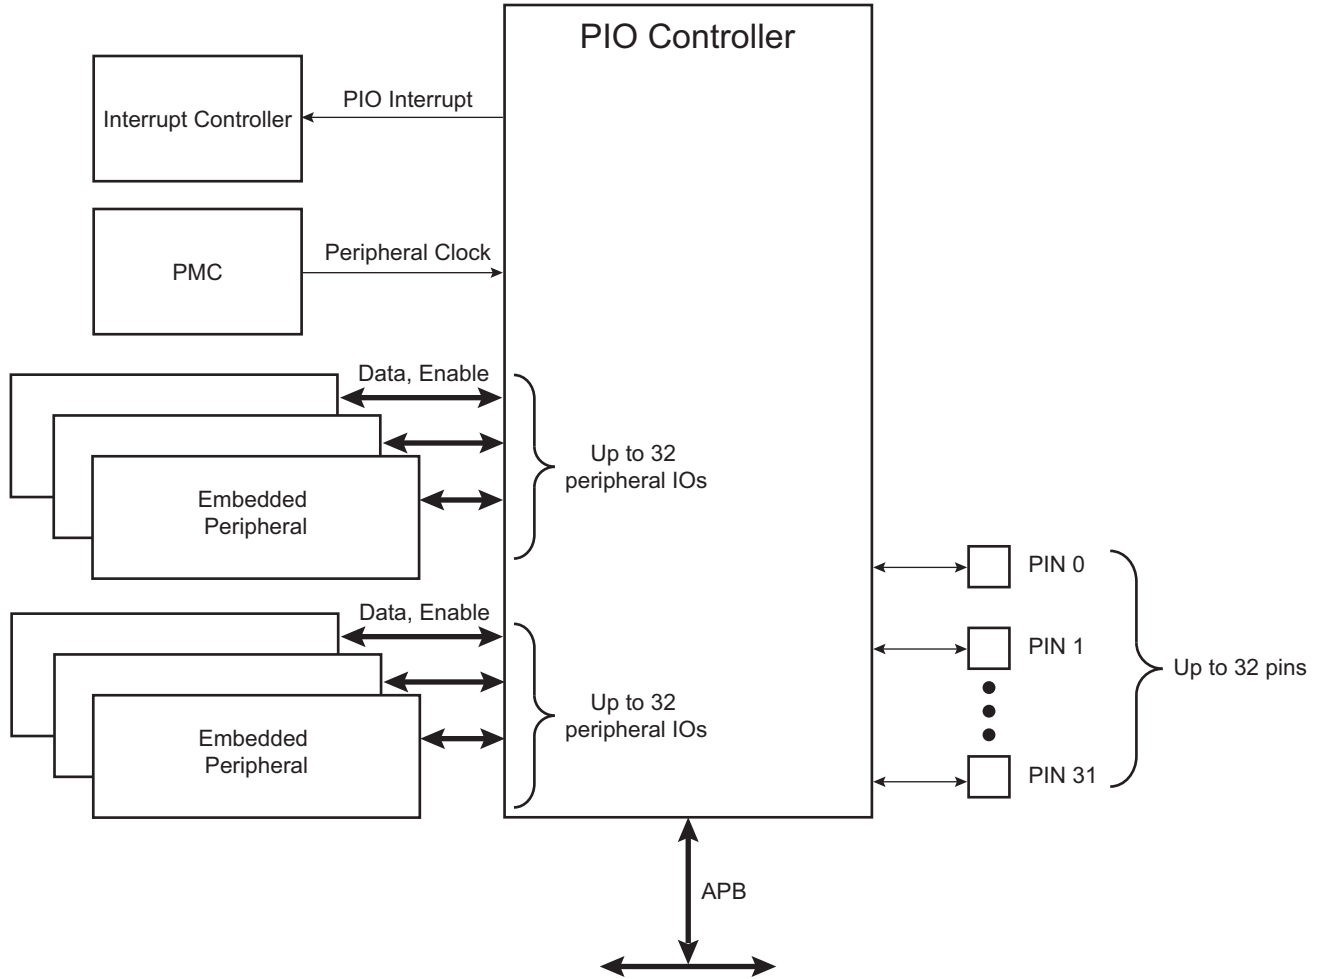 PIO Controller
PIO Interrupt
Interrupt Controller
Peripheral Clock
PMC
Data, Enable
Up to 32
peripheral IOs
Embedded
Peripheral
PIN 0
Data, Enable
PIN 1
Up to 32 pins
Up to 32
peripheral IOs
Embedded
Peripheral
PIN 31
APB